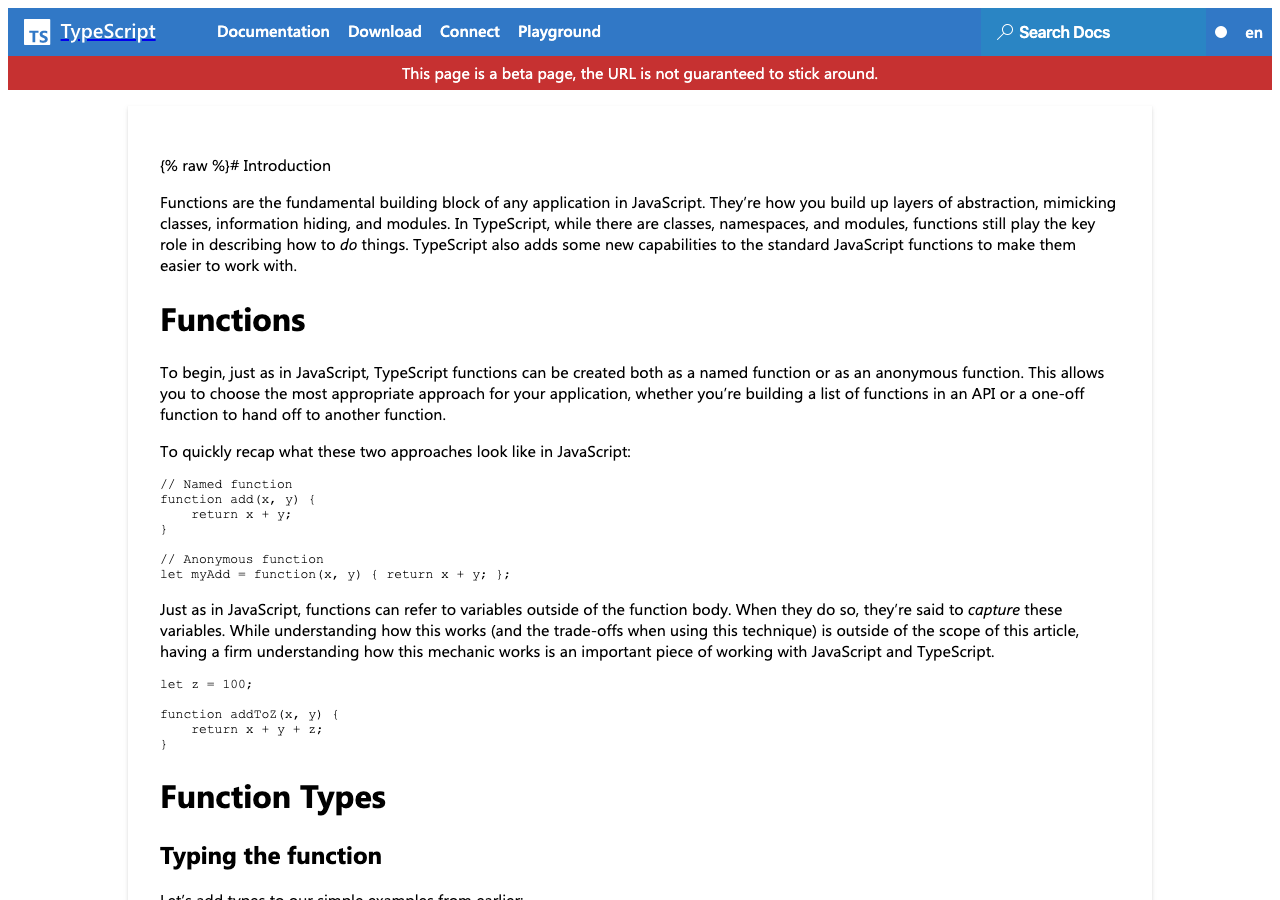 TS TypeScript Documentation Download Connect Playground Search Docs en
This page is a beta page, the URL is not guaranteed to stick around.
{% raw %}# Introduction
Functions are the fundamental building block of any application in JavaScript. They’re how you build up layers of abstraction, mimicking
classes, information hiding, and modules. In TypeScript, while there are classes, namespaces, and modules, functions still play the key
role in describing how to do things. TypeScript also adds some new capabilities to the standard JavaScript functions to make them
easier to work with.
Functions
To begin, just as in JavaScript, TypeScript functions can be created both as a named function or as an anonymous function. This allows
you to choose the most appropriate approach for your application, whether you’re building a list of functions in an API or a one-off
function to hand off to another function.
To quickly recap what these two approaches look like in JavaScript:
// Named function
function add(x, y) {
    return x + y;
}
// Anonymous function
let myAdd = function(x, y) { return x + y; };
Just as in JavaScript, functions can refer to variables outside of the function body. When they do so, they’re said to capture these
variables. While understanding how this works (and the trade-offs when using this technique) is outside of the scope of this article,
having a firm understanding how this mechanic works is an important piece of working with JavaScript and TypeScript.
let z = 100;
function addToZ(x, y) {
    return x + y + z;
}
Function Types
Typing the function
Let’s add types to our simple examples from earlier: